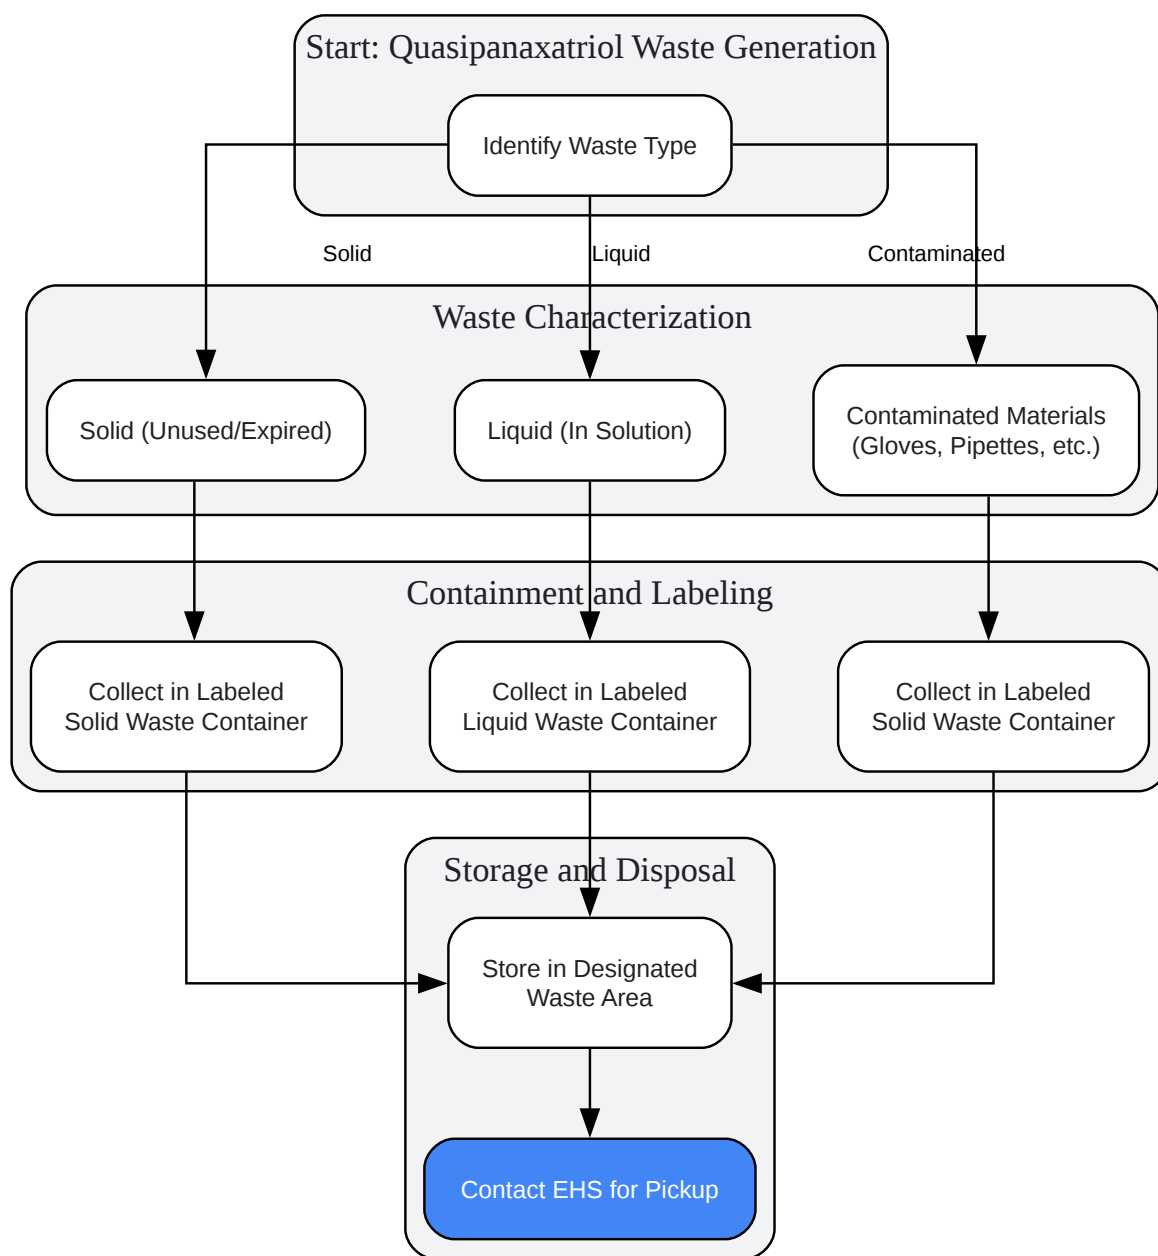 Start: Quasipanaxatriol Waste Generation
Identify Waste Type
Solid
Liquid
Contaminated
Waste Characterization
Solid (Unused/Expired)
Liquid (In Solution)
Contaminated Materials
(Gloves, Pipettes, etc.)
Containment and Labeling
Collect in Labeled
Solid Waste Container
Collect in Labeled
Liquid Waste Container
Collect in Labeled
Solid Waste Container
Storage and Disposal
Store in Designated
Waste Area
Contact EHS for Pickup